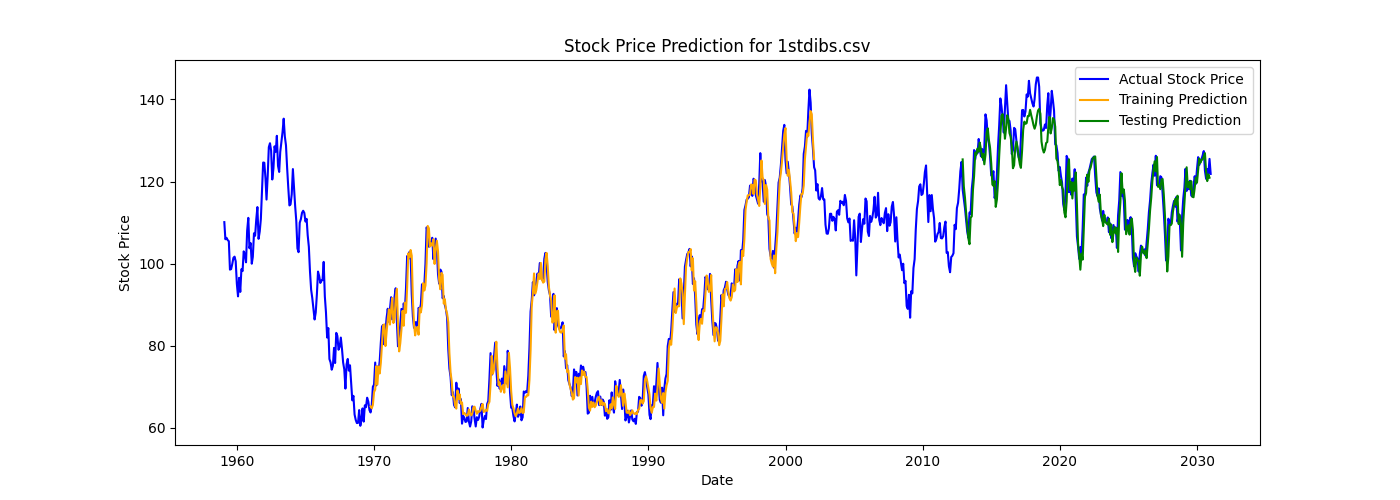 Stock Price Prediction for 1stdibs.csv
Actual Stock Price
Training Prediction
Testing Prediction
Stock Price
140
120
100
80
60
1960 1970 1980 1990 2000 2010 2020 2030
Date